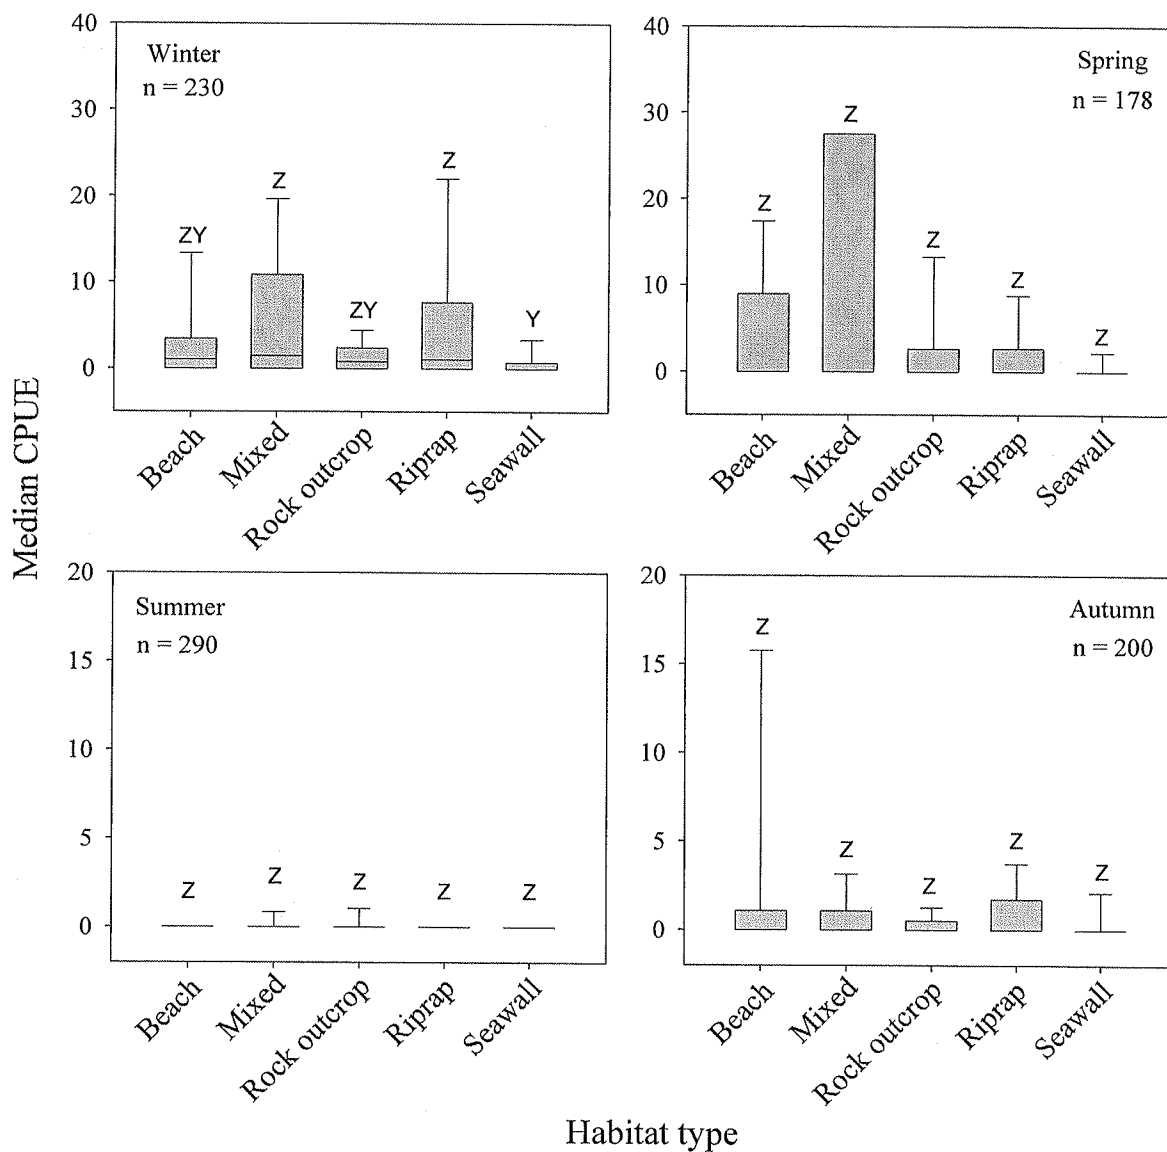 Median CPUE
40
30
20
10
0
Winter
n = 230
ZY
Z
ZY
Z
Y
Beach
Mixed
Rock outcrop
Riprap
Seawall
40
30
20
10
0
Spring
n = 178
Z
Z
Z
Z
Z
Beach
Mixed
Rock outcrop
Riprap
Seawall
20
15
10
5
0
Summer
n = 290
Z
Z
Z
Z
Z
Beach
Mixed
Rock outcrop
Riprap
Seawall
20
15
10
5
0
Autumn
n = 200
Z
Z
Z
Z
Z
Beach
Mixed
Rock outcrop
Riprap
Seawall
Habitat type